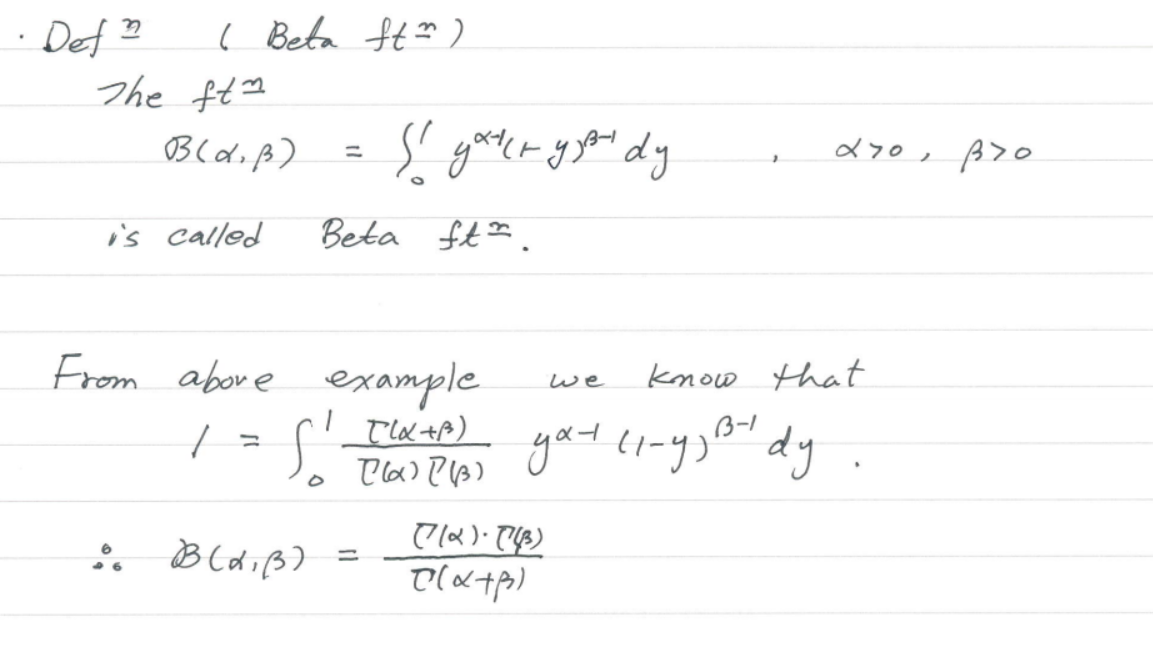 · Defⁿ ( Beta ftⁿ )
The ftⁿ
B(α,β) = ∫₀¹ y^(α-1) (1-y)^(β-1) dy , α>0, β>0
is called Beta ftⁿ.
From above example we know that
1 = ∫₀¹ Γ(α+β)/(Γ(α)Γ(β)) y^(α-1) (1-y)^(β-1) dy .
∴ B(α,β) = Γ(α)·Γ(β)/Γ(α+β)